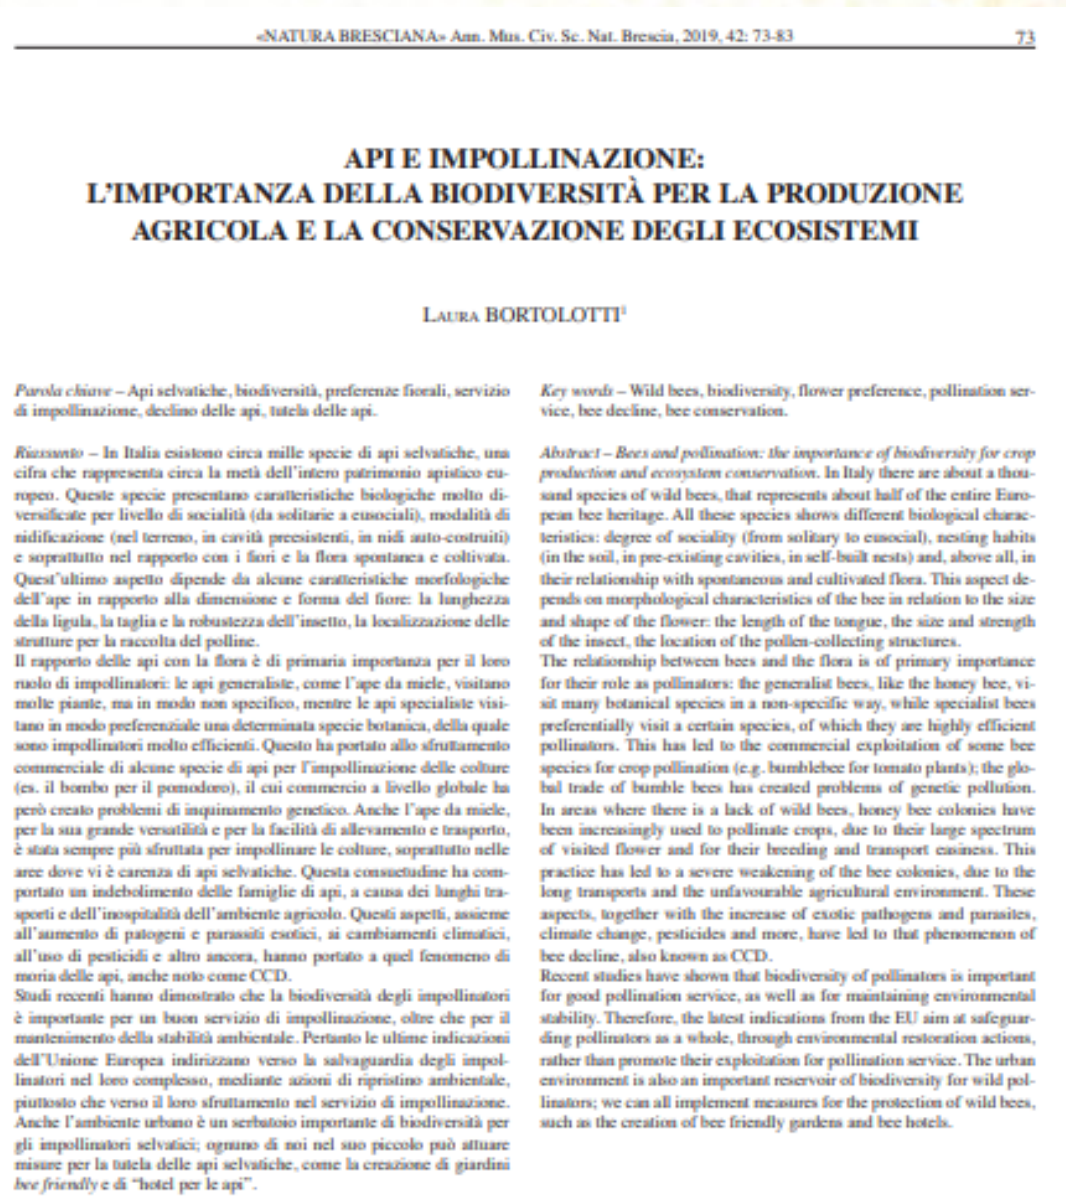 «NATURA BRESCIANA» Ann. Mus. Civ. Sc. Nat. Brescia, 2019, 42: 73-83
73
API E IMPOLLINAZIONE:
L'IMPORTANZA DELLA BIODIVERSITÀ PER LA PRODUZIONE
AGRICOLA E LA CONSERVAZIONE DEGLI ECOSISTEMI
LAURA BORTOLOTTI¹
Parola chiave – Api selvatiche, biodiversità, preferenze fiorali, servizio
di impollinazione, declino delle api, tutela delle api.
Riassunto – In Italia esistono circa mille specie di api selvatiche, una
cifra che rappresenta circa la metà dell'intero patrimonio apistico eu-
ropeo. Queste specie presentano caratteristiche biologiche molto di-
versificate per livello di socialità (da solitarie a eusociali), modalità di
nidificazione (nel terreno, in cavità preesistenti, in nidi auto-costruiti)
e soprattutto nel rapporto con i fiori e la flora spontanea e coltivata.
Quest'ultimo aspetto dipende da alcune caratteristiche morfologiche
dell'ape in rapporto alla dimensione e forma del fiore: la lunghezza
della ligula, la taglia e la robustezza dell'insetto, la localizzazione delle
strutture per la raccolta del polline.
Il rapporto delle api con la flora è di primaria importanza per il loro
ruolo di impollinatori: le api generaliste, come l'ape da miele, visitano
molte piante, ma in modo non specifico, mentre le api specialiste visi-
tano in modo preferenziale una determinata specie botanica, della quale
sono impollinatori molto efficienti. Questo ha portato allo sfruttamento
commerciale di alcune specie di api per l'impollinazione delle colture
(es. il bombo per il pomodoro), il cui commercio a livello globale ha
però creato problemi di inquinamento genetico. Anche l'ape da miele,
per la sua grande versatilità e per la facilità di allevamento e trasporto,
è stata sempre più sfruttata per impollinare le colture, soprattutto nelle
aree dove vi è carenza di api selvatiche. Questa consuetudine ha com-
portato un indebolimento delle famiglie di api, a causa dei lunghi tra-
sporti e dell'inospitalità dell'ambiente agricolo. Questi aspetti, assieme
all'aumento di patogeni e parassiti esotici, ai cambiamenti climatici,
all'uso di pesticidi e altro ancora, hanno portato a quel fenomeno di
moria delle api, anche noto come CCD.
Studi recenti hanno dimostrato che la biodiversità degli impollinatori
è importante per un buon servizio di impollinazione, oltre che per il
mantenimento della stabilità ambientale. Pertanto le ultime indicazioni
dell'Unione Europea indirizzano verso la salvaguardia degli impol-
linatori nel loro complesso, mediante azioni di ripristino ambientale,
piuttosto che verso il loro sfruttamento nel servizio di impollinazione.
Anche l'ambiente urbano è un serbatoio importante di biodiversità per
gli impollinatori selvatici; ognuno di noi nel suo piccolo può attuare
misure per la tutela delle api selvatiche, come la creazione di giardini
bee friendly e di "hotel per le api".
Key words – Wild bees, biodiversity, flower preference, pollination ser-
vice, bee decline, bee conservation.
Abstract – Bees and pollination: the importance of biodiversity for crop
production and ecosystem conservation. In Italy there are about a thou-
sand species of wild bees, that represents about half of the entire Euro-
pean bee heritage. All these species shows different biological charac-
teristics: degree of sociality (from solitary to eusocial), nesting habits
(in the soil, in pre-existing cavities, in self-built nests) and, above all, in
their relationship with spontaneous and cultivated flora. This aspect de-
pends on morphological characteristics of the bee in relation to the size
and shape of the flower: the length of the tongue, the size and strength
of the insect, the location of the pollen-collecting structures.
The relationship between bees and the flora is of primary importance
for their role as pollinators: the generalist bees, like the honey bee, vi-
sit many botanical species in a non-specific way, while specialist bees
preferentially visit a certain species, of which they are highly efficient
pollinators. This has led to the commercial exploitation of some bee
species for crop pollination (e.g. bumblebee for tomato plants); the glo-
bal trade of bumble bees has created problems of genetic pollution.
In areas where there is a lack of wild bees, honey bee colonies have
been increasingly used to pollinate crops, due to their large spectrum
of visited flower and for their breeding and transport easiness. This
practice has led to a severe weakening of the bee colonies, due to the
long transports and the unfavourable agricultural environment. These
aspects, together with the increase of exotic pathogens and parasites,
climate change, pesticides and more, have led to that phenomenon of
bee decline, also known as CCD.
Recent studies have shown that biodiversity of pollinators is important
for good pollination service, as well as for maintaining environmental
stability. Therefore, the latest indications from the EU aim at safeguar-
ding pollinators as a whole, through environmental restoration actions,
rather than promote their exploitation for pollination service. The urban
environment is also an important reservoir of biodiversity for wild pol-
linators; we can all implement measures for the protection of wild bees,
such as the creation of bee friendly gardens and bee hotels.